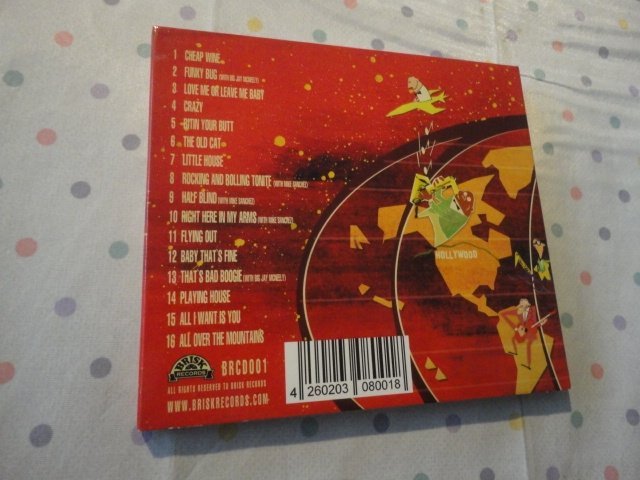 1 CHEAP WINE
2 FUNKY BUG (WITH BIG JAY MCNEELY)
3 LOVE ME OR LEAVE ME BABY
4 CRAZY
5 BITIN YOUR BUTT
6 THE OLD CAT
7 LITTLE HOUSE
8 ROCKING AND ROLLING TONITE (WITH MIKE SANCHEZ)
9 HALF BLIND (WITH MIKE SANCHEZ)
10 RIGHT HERE IN MY ARMS (WITH MIKE SANCHEZ)
11 FLYING OUT
12 BABY THAT'S FINE
13 THAT'S BAD BOOGIE (WITH BIG JAY MCNEELY)
14 PLAYING HOUSE
15 ALL I WANT IS YOU
16 ALL OVER THE MOUNTAINS
HOLLYWOOD
BRISK
RECORDS
BRCD001
ALL RIGHTS RESERVED TO BRISK RECORDS
WWW.BRISKRECORDS.COM
4 260203 080018